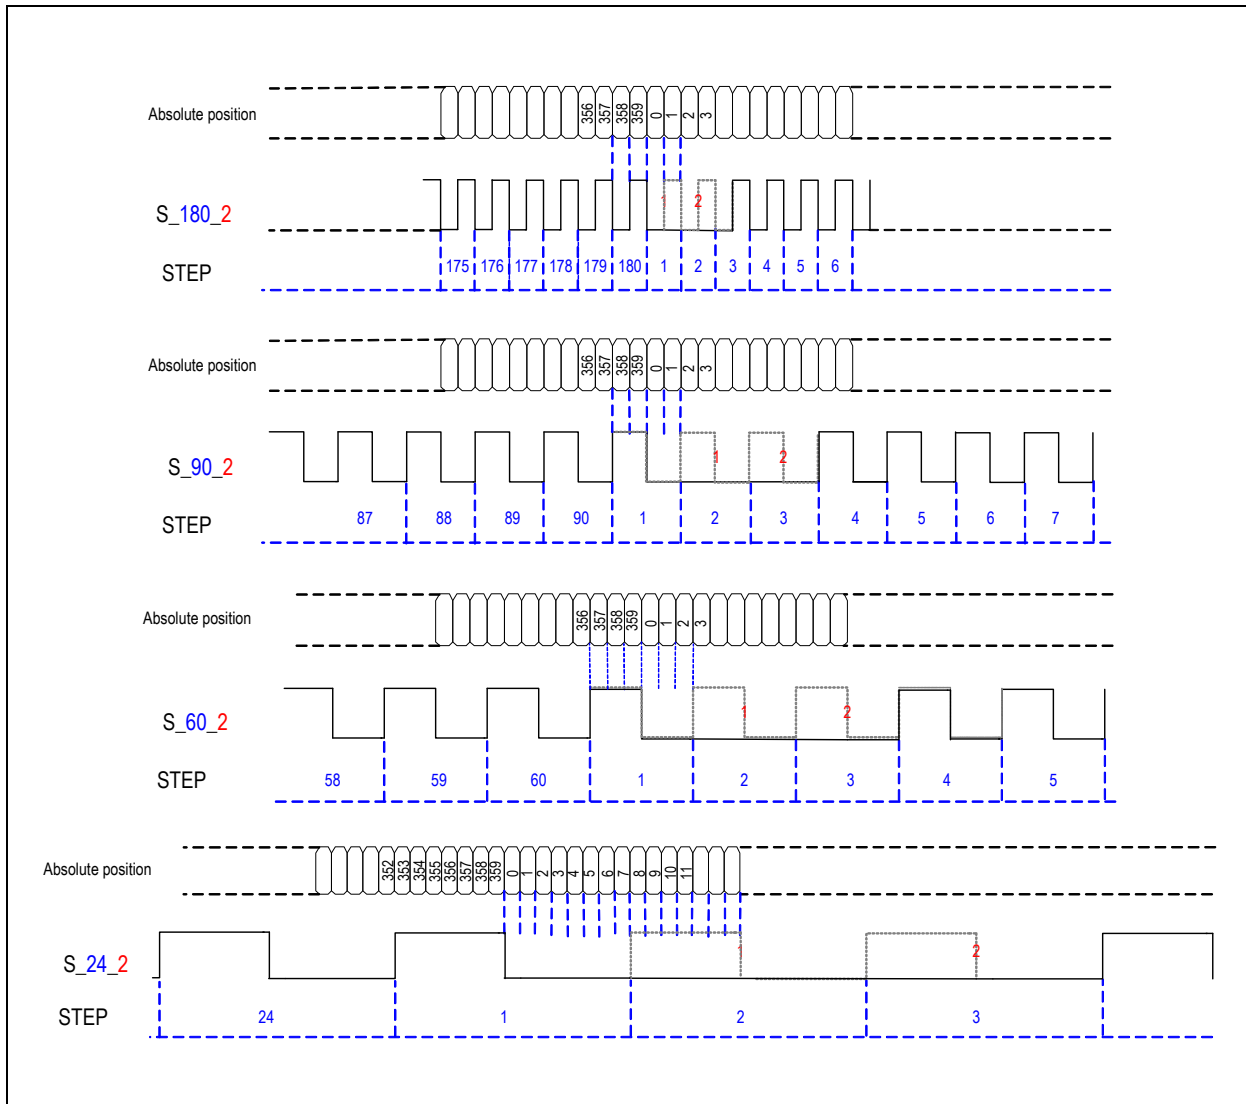 Absolute position
356 357 358 359 0 1 2 3
S_180_2
1 2
STEP
175 176 177 178 179 180 1 2 3 4 5 6
Absolute position
356 357 358 359 0 1 2 3
S_90_2
1 2
STEP
87 88 89 90 1 2 3 4 5 6 7
Absolute position
356 357 358 359 0 1 2 3
S_60_2
1 2
STEP
58 59 60 1 2 3 4 5
Absolute position
352 353 354 355 356 357 358 359 0 1 2 3 4 5 6 7 8 9 10 11
S_24_2
1 2
STEP
24 1 2 3